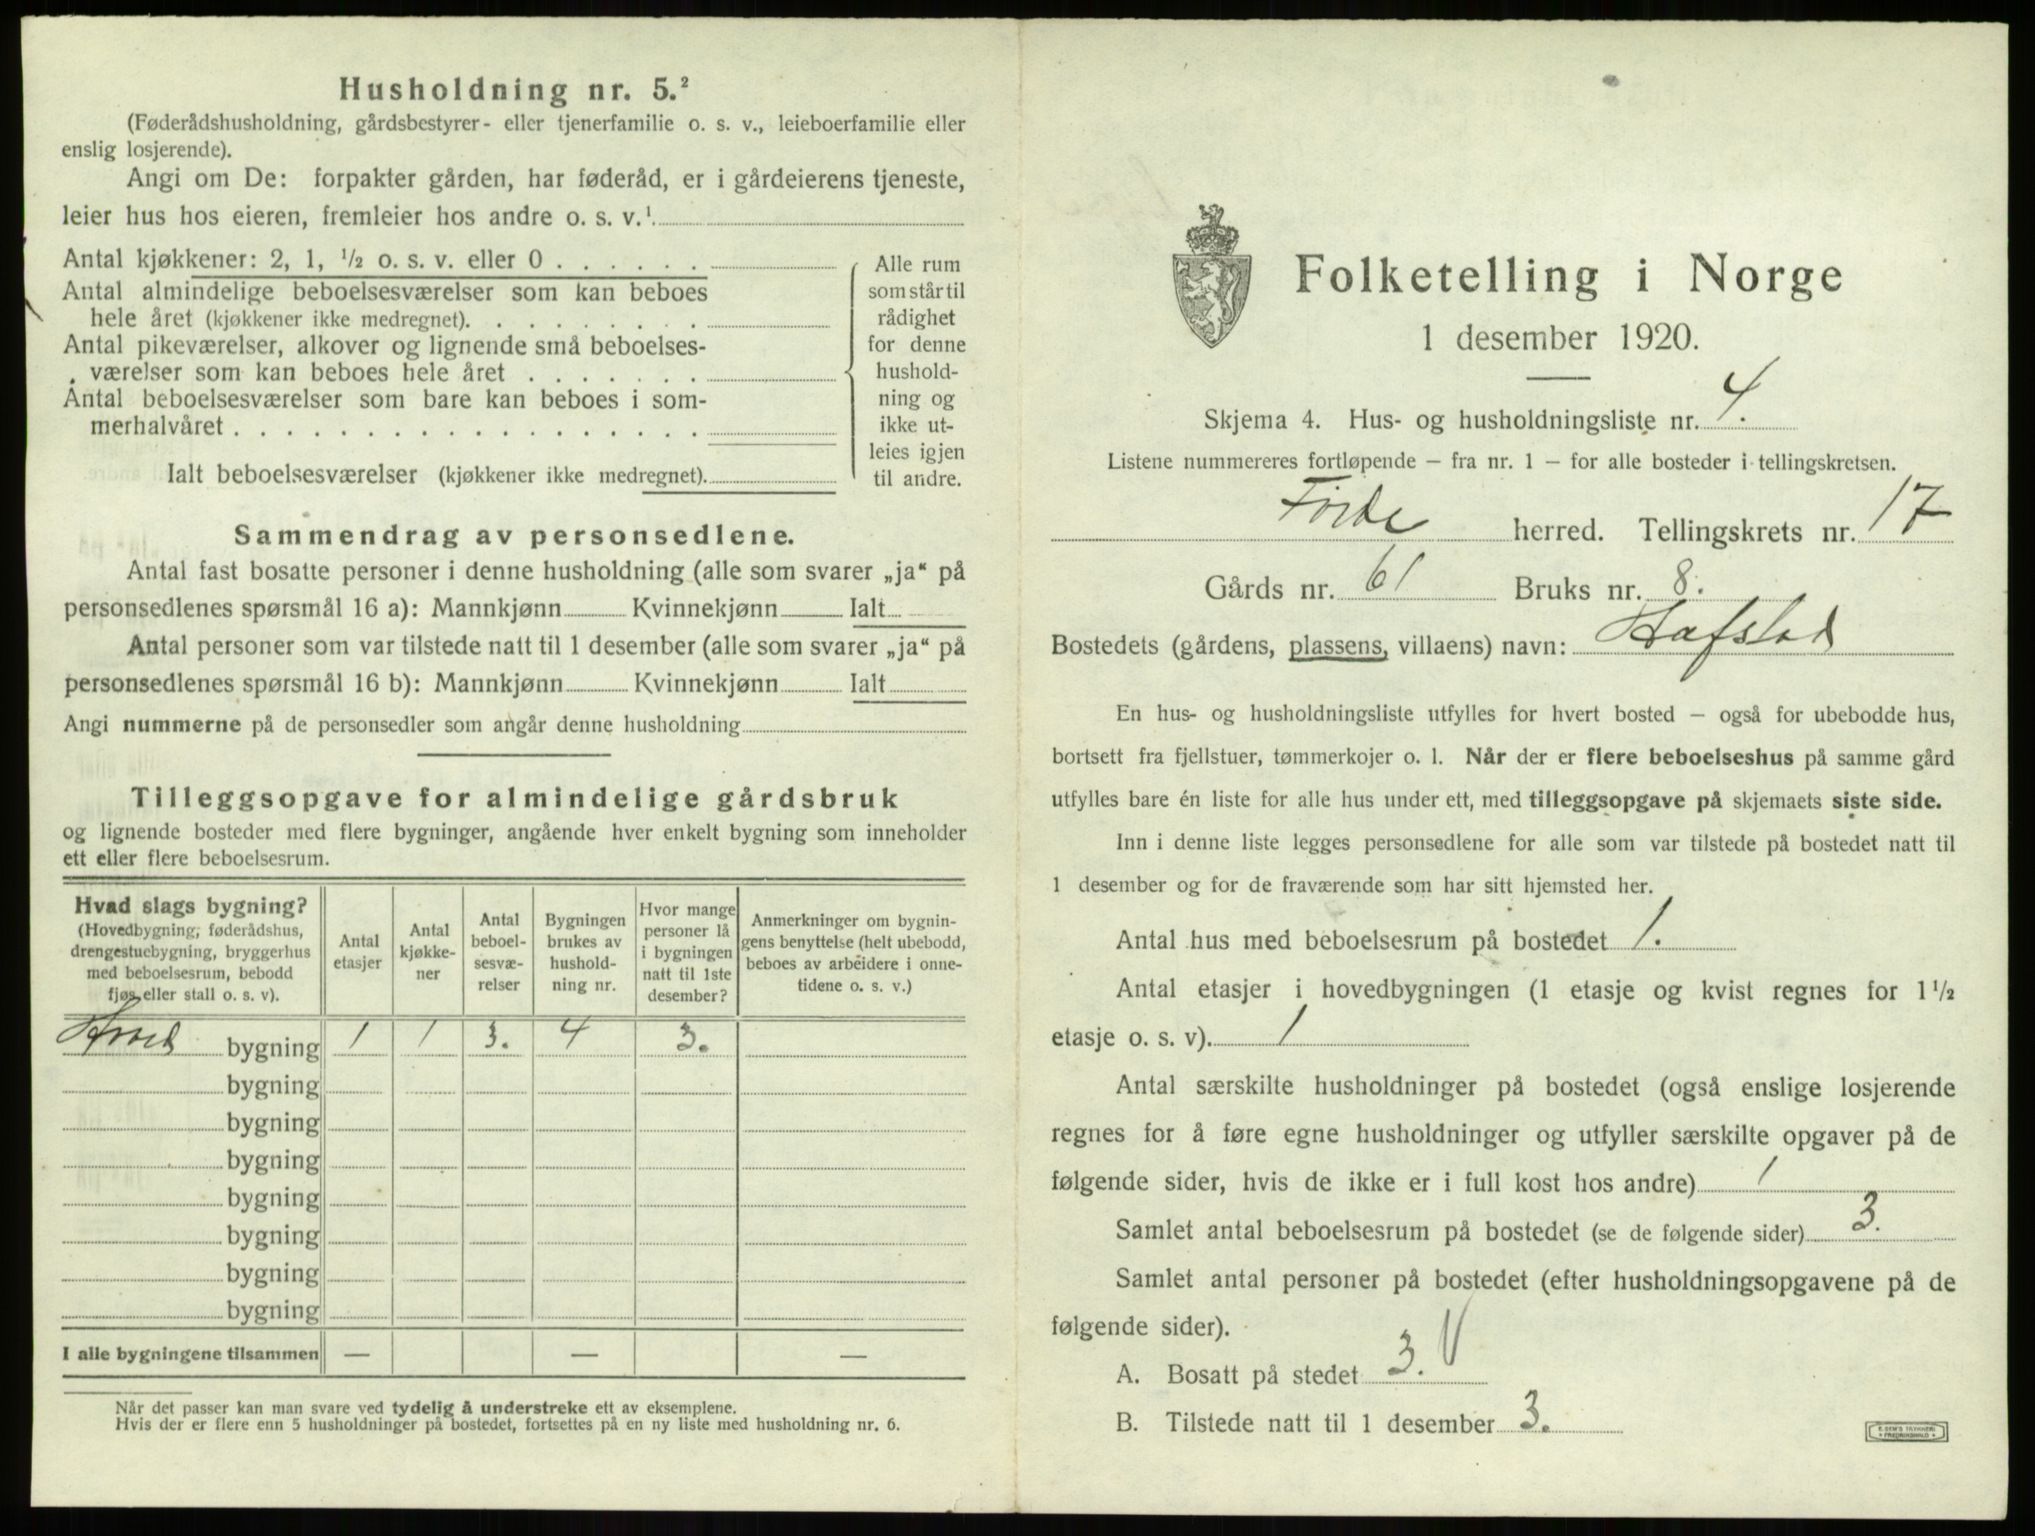 Husholdning nr. 5.²
(Føderådshusholdning, gårdsbestyrer- eller tjenerfamilie o. s. v., leieboerfamilie eller
enslig losjerende).
Angi om De: forpakter gården, har føderåd, er i gårdeierens tjeneste,
leier hus hos eieren, fremleier hos andre o. s. v.¹
Antal kjøkkener: 2, 1, ½ o. s. v. eller 0
Antal almindelige beboelsesværelser som kan beboes
hele året (kjøkkener ikke medregnet).
Antal pikeværelser, alkover og lignende små beboelses-
værelser som kan beboes hele året
Antal beboelsesværelser som bare kan beboes i som-
merhalvåret
Ialt beboelsesværelser (kjøkkener ikke medregnet).
Alle rum
som står til
rådighet
for denne
hushold-
ning og
ikke ut-
leies igjen
til andre.
Sammendrag av personsedlene.
Antal fast bosatte personer i denne husholdning (alle som svarer „ja“ på
personsedlenes spørsmål 16 a): Mannkjønn Kvinnekjønn Ialt
Antal personer som var tilstede natt til 1 desember (alle som svarer „ja“ på
personsedlenes spørsmål 16 b): Mannkjønn Kvinnekjønn Ialt
Angi nummerne på de personsedler som angår denne husholdning
Tilleggsopgave for almindelige gårdsbruk
og lignende bosteder med flere bygninger, angående hver enkelt bygning som inneholder
ett eller flere beboelsesrum.
Hvad slags bygning?
(Hovedbygning, føderådshus,
drengestuebygning, bryggerhus
med beboelsesrum, bebodd
fjøs eller stall o. s. v).
Antal
etasjer
Antal
kjøkke-
ner
Antal
beboel-
sesvæ-
relser
Bygningen
brukes av
hushold-
ning nr.
Hvor mange
personer lå
i bygningen
natt til 1ste
desember?
Anmerkninger om bygnin-
gens benyttelse (helt ubebodd,
beboes av arbeidere i onne-
tidene o. s. v.)
Hoved bygning 1 1 3. 4 3.
bygning
bygning
bygning
bygning
bygning
bygning
bygning
I alle bygningene tilsammen — — —
Når det passer kan man svare ved tydelig å understreke ett av eksemplene.
Hvis der er flere enn 5 husholdninger på bostedet, fortsettes på en ny liste med husholdning nr. 6.
Folketelling i Norge
1 desember 1920.
Skjema 4. Hus- og husholdningsliste nr. 4.
Listene nummereres fortløpende – fra nr. 1 – for alle bosteder i tellingskretsen.
Førde herred. Tellingskrets nr. 17
Gårds nr. 61 Bruks nr. 8.
Bostedets (gårdens, plassens, villaens) navn: Hafstad
En hus- og husholdningsliste utfylles for hvert bosted – også for ubebodde hus,
bortsett fra fjellstuer, tømmerkojer o. l. Når der er flere beboelseshus på samme gård
utfylles bare én liste for alle hus under ett, med tilleggsopgave på skjemaets siste side.
Inn i denne liste legges personsedlene for alle som var tilstede på bostedet natt til
1 desember og for de fraværende som har sitt hjemsted her.
Antal hus med beboelsesrum på bostedet 1.
Antal etasjer i hovedbygningen (1 etasje og kvist regnes for 1½
etasje o. s. v). 1
Antal særskilte husholdninger på bostedet (også enslige losjerende
regnes for å føre egne husholdninger og utfyller særskilte opgaver på de
følgende sider, hvis de ikke er i full kost hos andre) 1
Samlet antal beboelsesrum på bostedet (se de følgende sider) 3.
Samlet antal personer på bostedet (efter husholdningsopgavene på de
følgende sider).
A. Bosatt på stedet 3.
B. Tilstede natt til 1 desember 3.